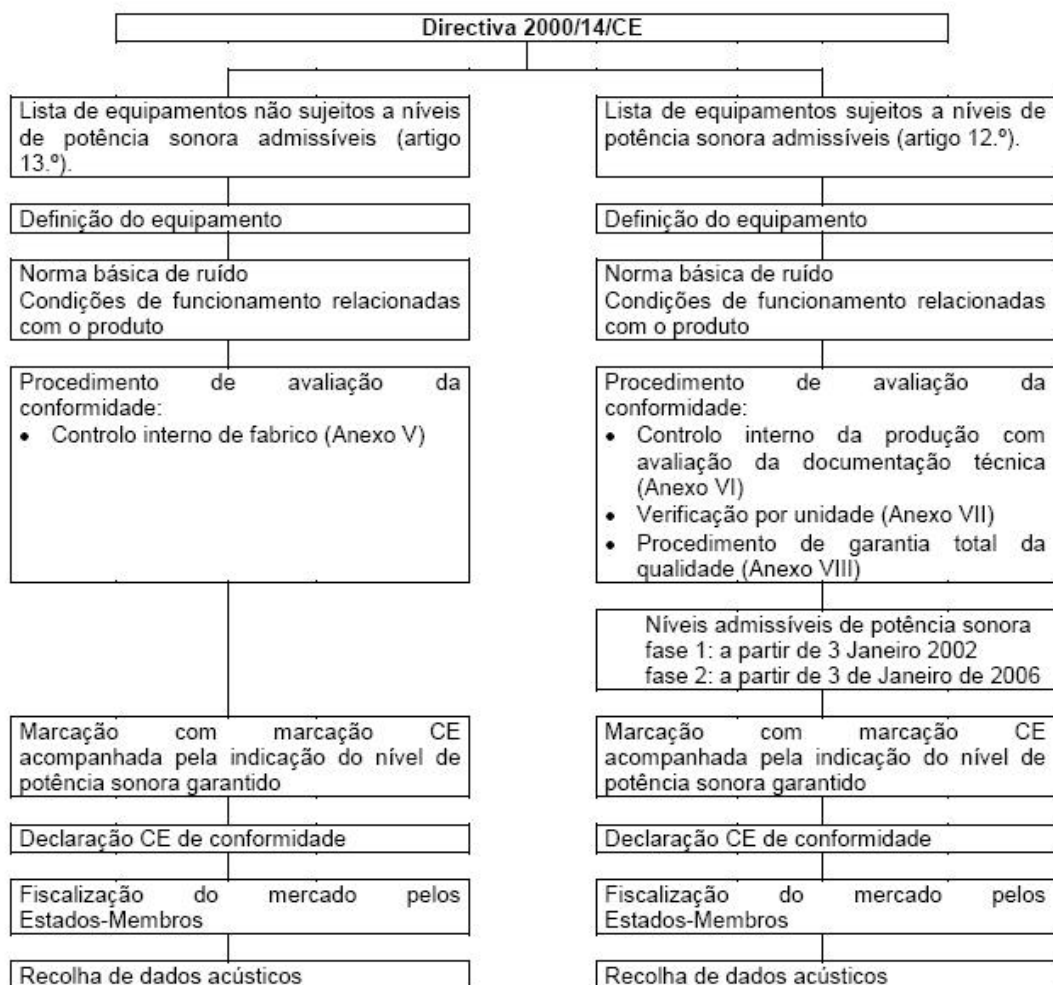 Directiva 2000/14/CE
Lista de equipamentos não sujeitos a níveis
de potência sonora admissíveis (artigo
13.º).
Definição do equipamento
Norma básica de ruído
Condições de funcionamento relacionadas
com o produto
Procedimento de avaliação da
conformidade:
• Controlo interno de fabrico (Anexo V)
Marcação com marcação CE
acompanhada pela indicação do nível de
potência sonora garantido
Declaração CE de conformidade
Fiscalização do mercado pelos
Estados-Membros
Recolha de dados acústicos
Lista de equipamentos sujeitos a níveis de
potência sonora admissíveis (artigo 12.º).
Definição do equipamento
Norma básica de ruído
Condições de funcionamento relacionadas
com o produto
Procedimento de avaliação da
conformidade:
• Controlo interno da produção com
avaliação da documentação técnica
(Anexo VI)
• Verificação por unidade (Anexo VII)
• Procedimento de garantia total da
qualidade (Anexo VIII)
Níveis admissíveis de potência sonora
fase 1: a partir de 3 Janeiro 2002
fase 2: a partir de 3 de Janeiro de 2006
Marcação com marcação CE
acompanhada pela indicação do nível de
potência sonora garantido
Declaração CE de conformidade
Fiscalização do mercado pelos
Estados-Membros
Recolha de dados acústicos